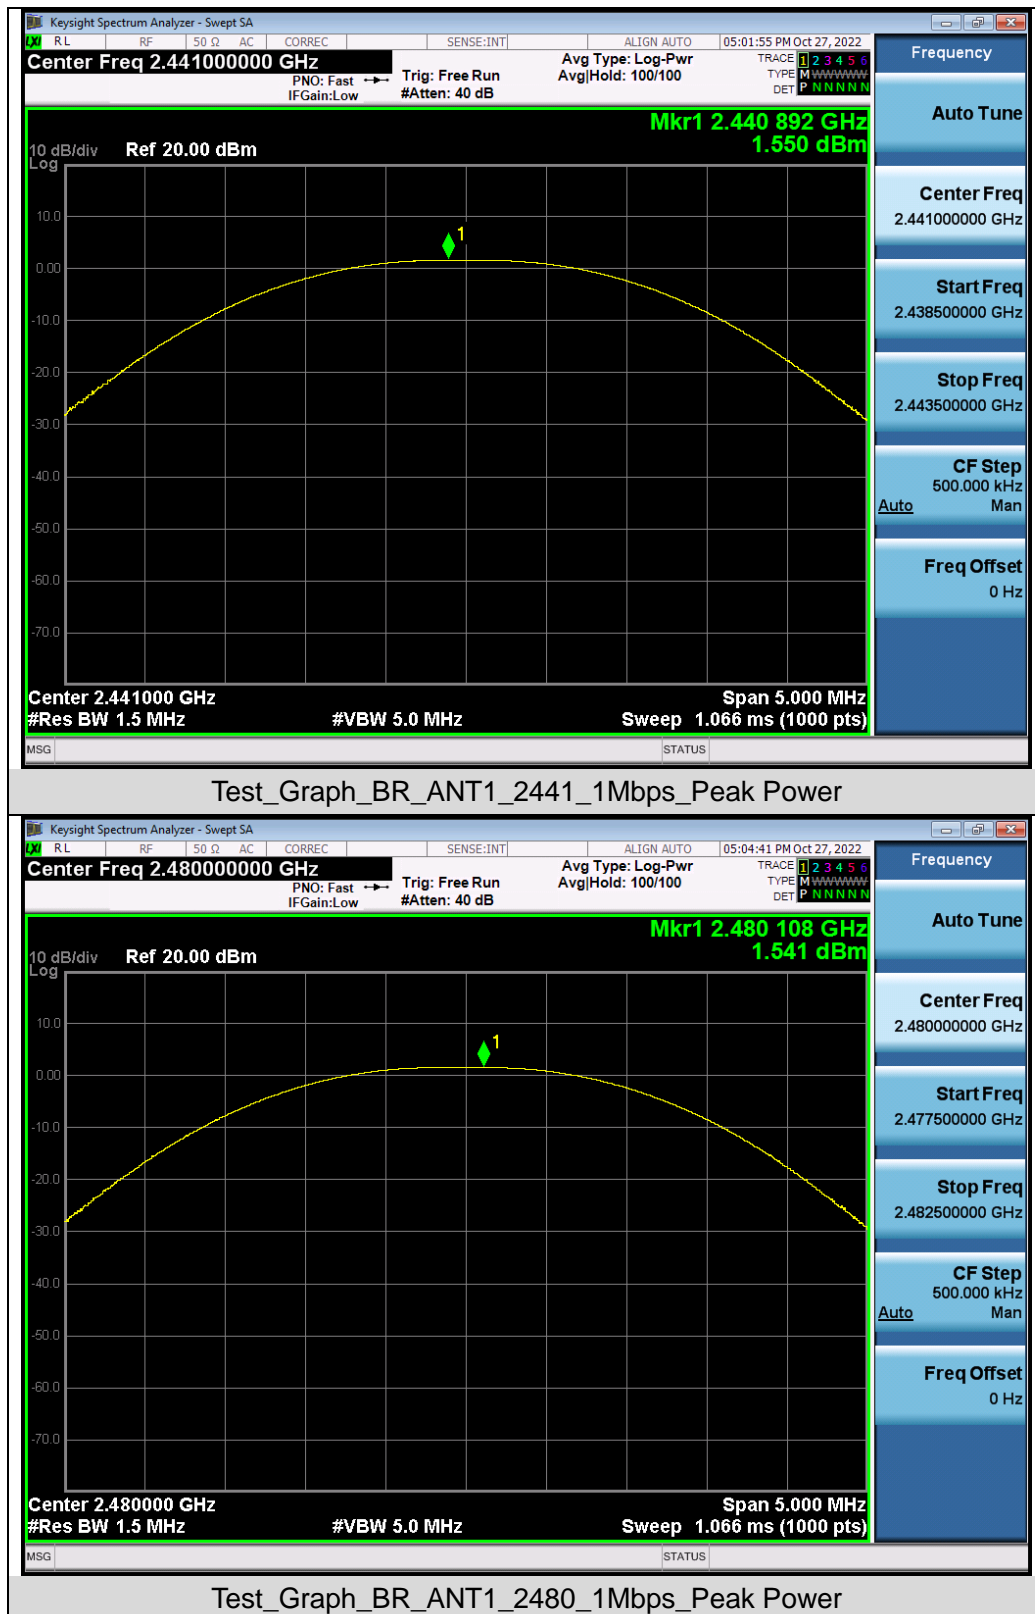 Keysight Spectrum Analyzer - Swept SA
LXI RL RF 50 Ω AC CORREC SENSE:INT ALIGN AUTO 05:01:55 PM Oct 27, 2022
Center Freq 2.441000000 GHz
PNO: Fast
IFGain:Low
Trig: Free Run
#Atten: 40 dB
Avg Type: Log-Pwr
Avg|Hold: 100/100
TRACE 1 2 3 4 5 6
TYPE M WWWWW
DET P N N N N N
Mkr1 2.440 892 GHz
1.550 dBm
10 dB/div
Log
Ref 20.00 dBm
1
10.0
0.00
-10.0
-20.0
-30.0
-40.0
-50.0
-60.0
-70.0
Center 2.441000 GHz
#Res BW 1.5 MHz
#VBW 5.0 MHz
Span 5.000 MHz
Sweep 1.066 ms (1000 pts)
MSG
STATUS
Frequency
Auto Tune
Center Freq
2.441000000 GHz
Start Freq
2.438500000 GHz
Stop Freq
2.443500000 GHz
CF Step
500.000 kHz
Auto Man
Freq Offset
0 Hz
Test_Graph_BR_ANT1_2441_1Mbps_Peak Power
Keysight Spectrum Analyzer - Swept SA
LXI RL RF 50 Ω AC CORREC SENSE:INT ALIGN AUTO 05:04:41 PM Oct 27, 2022
Center Freq 2.480000000 GHz
PNO: Fast
IFGain:Low
Trig: Free Run
#Atten: 40 dB
Avg Type: Log-Pwr
Avg|Hold: 100/100
TRACE 1 2 3 4 5 6
TYPE M WWWWW
DET P N N N N N
Mkr1 2.480 108 GHz
1.541 dBm
10 dB/div
Log
Ref 20.00 dBm
1
10.0
0.00
-10.0
-20.0
-30.0
-40.0
-50.0
-60.0
-70.0
Center 2.480000 GHz
#Res BW 1.5 MHz
#VBW 5.0 MHz
Span 5.000 MHz
Sweep 1.066 ms (1000 pts)
MSG
STATUS
Frequency
Auto Tune
Center Freq
2.480000000 GHz
Start Freq
2.477500000 GHz
Stop Freq
2.482500000 GHz
CF Step
500.000 kHz
Auto Man
Freq Offset
0 Hz
Test_Graph_BR_ANT1_2480_1Mbps_Peak Power